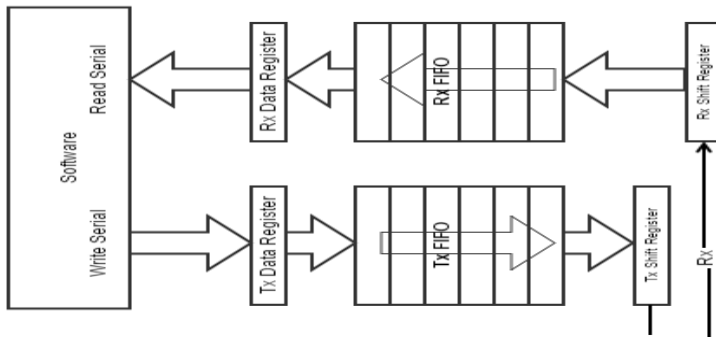 Software
Read Serial
Write Serial
Rx Data Register
Rx FIFO
Rx Shift Register
Tx Data Register
Tx FIFO
Tx Shift Register
Rx